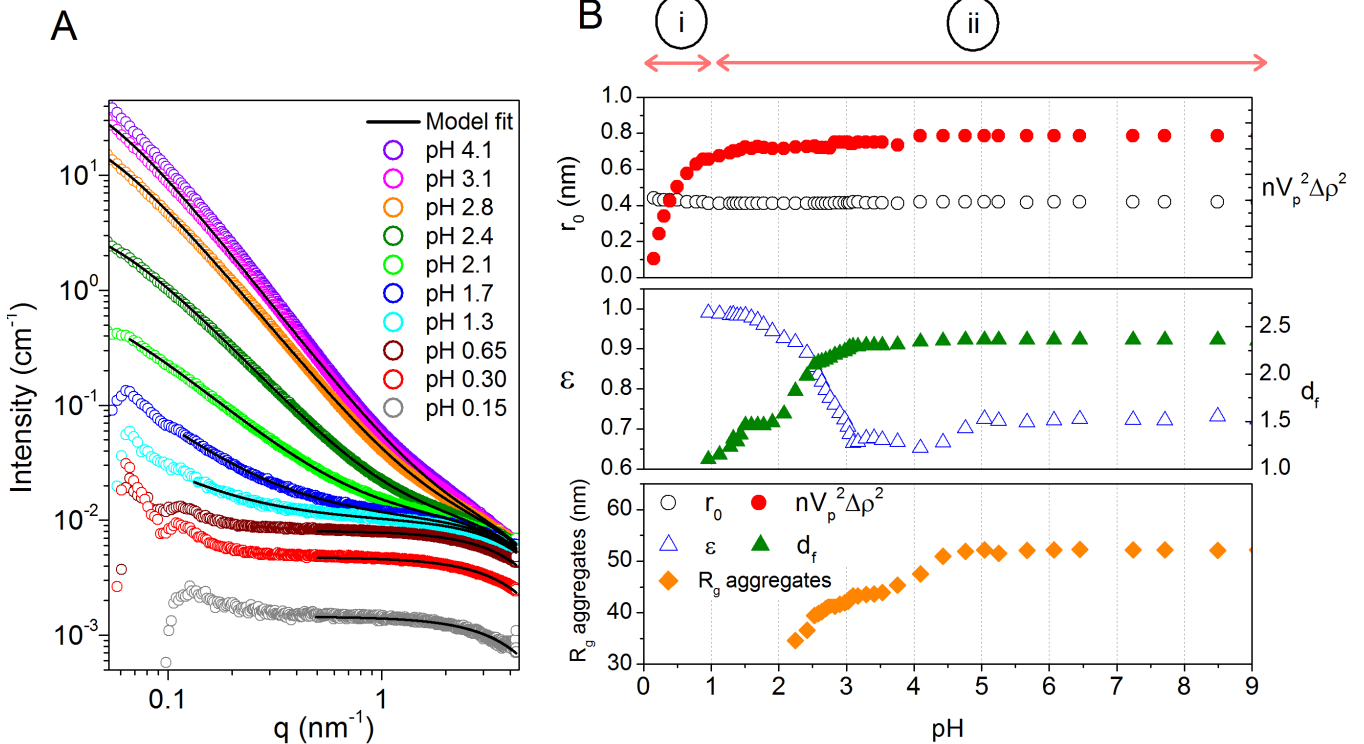 A
Model fit
pH 4.1
pH 3.1
pH 2.8
pH 2.4
pH 2.1
pH 1.7
pH 1.3
pH 0.65
pH 0.30
pH 0.15
Intensity (cm⁻¹)
10¹
10⁰
10⁻¹
10⁻²
10⁻³
0.1 1
q (nm⁻¹)
B
i ii
r₀ (nm)
1.0
0.8
0.6
0.4
0.2
0.0
nVₚ²Δρ²
ε
1.0
0.9
0.8
0.7
0.6
2.5
2.0
1.5
1.0
d_f
R_g aggregates (nm)
60
50
40
30
r₀ nVₚ²Δρ²
ε d_f
R_g aggregates
0 1 2 3 4 5 6 7 8 9
pH